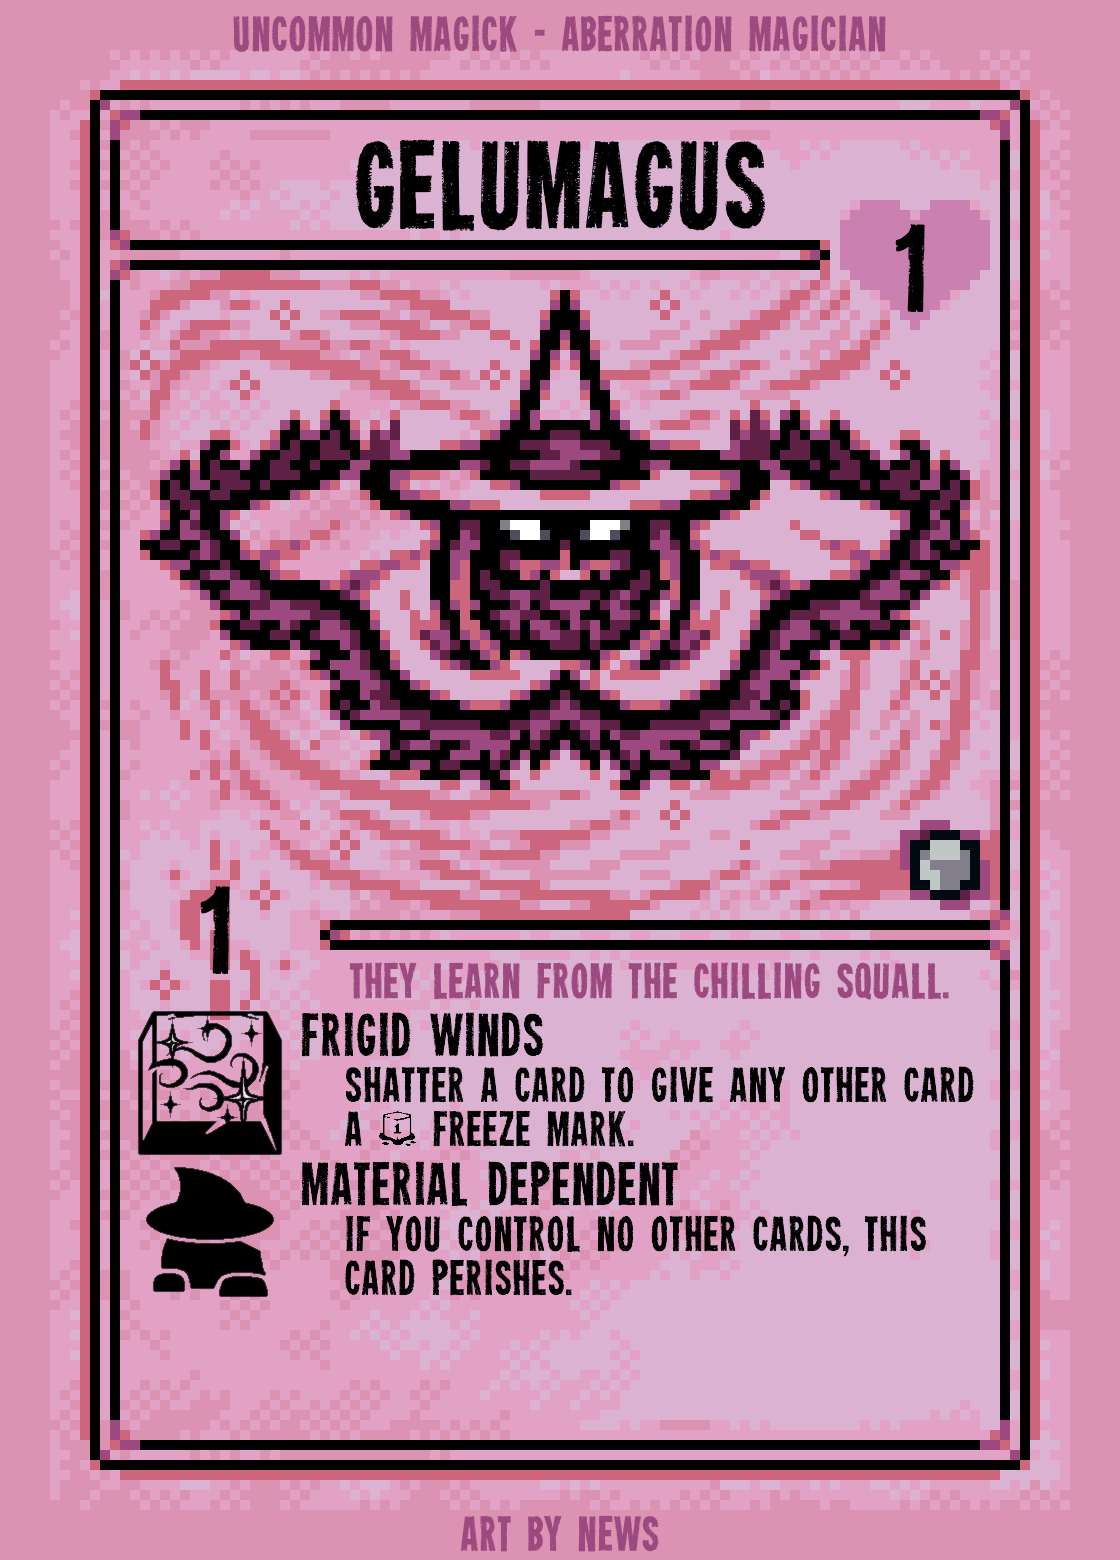 UNCOMMON MAGICK - ABERRATION MAGICIAN
GELUMAGUS
1
1
THEY LEARN FROM THE CHILLING SQUALL.
FRIGID WINDS
SHATTER A CARD TO GIVE ANY OTHER CARD
A 1 FREEZE MARK.
MATERIAL DEPENDENT
IF YOU CONTROL NO OTHER CARDS, THIS
CARD PERISHES.
ART BY NEWS